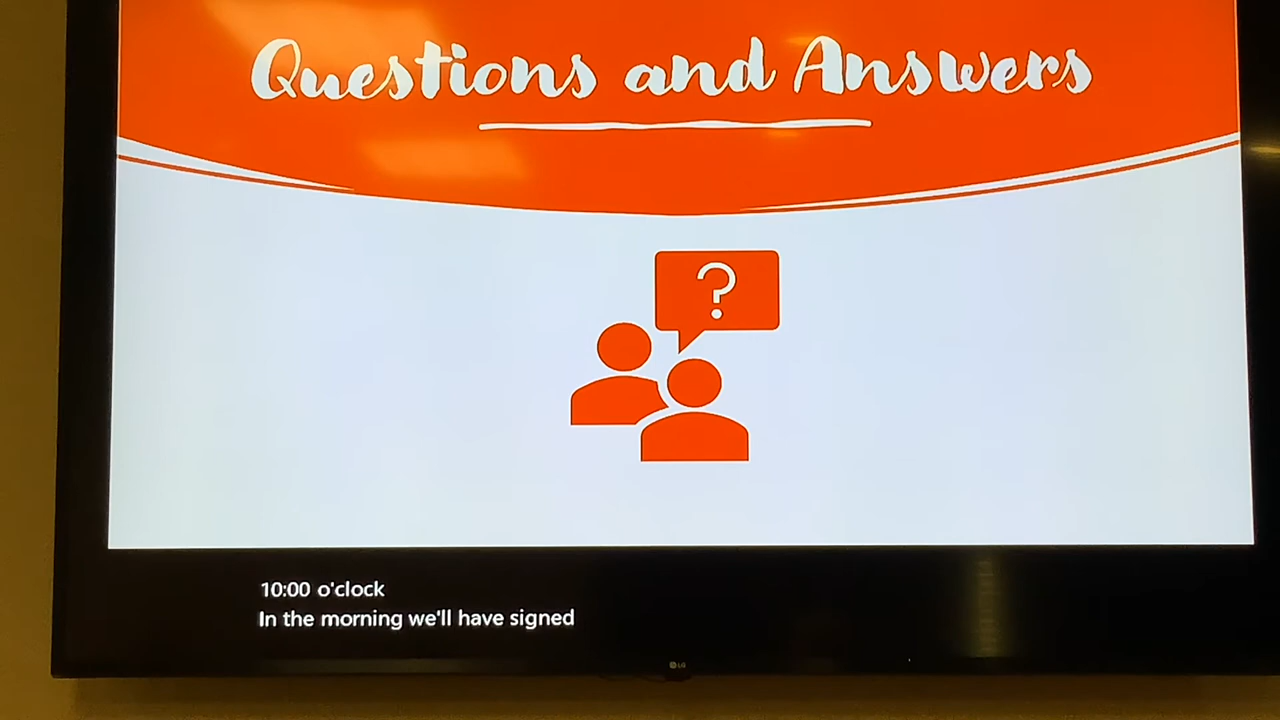 Questions and Answers
?
10:00 o'clock
In the morning we'll have signed
LG